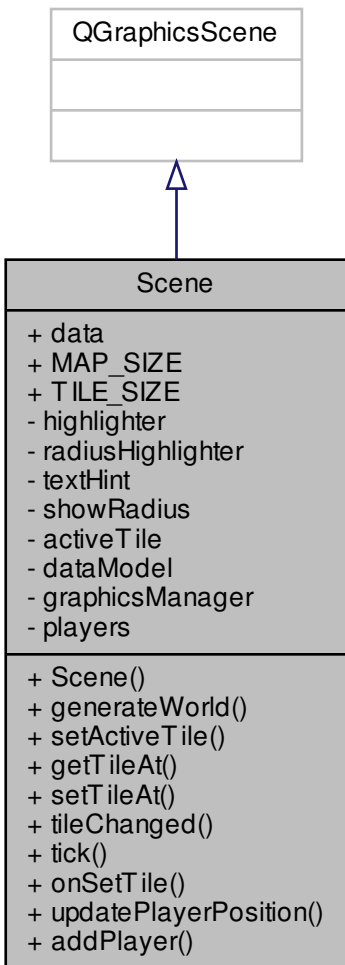 QGraphicsScene
Scene
+ data
+ MAP_SIZE
+ TILE_SIZE
- highlighter
- radiusHighlighter
- textHint
- showRadius
- activeTile
- dataModel
- graphicsManager
- players
+ Scene()
+ generateWorld()
+ setActiveTile()
+ getTileAt()
+ setTileAt()
+ tileChanged()
+ tick()
+ onSetTile()
+ updatePlayerPosition()
+ addPlayer()